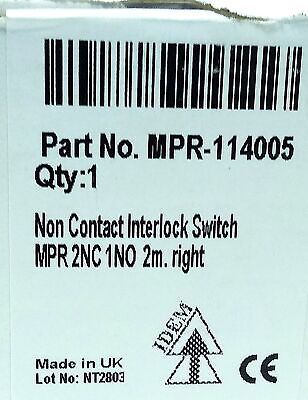 Part No. MPR-114005
Qty:1
Non Contact Interlock Switch
MPR 2NC 1NO 2m. right
IDEM
Made in UK
Lot No: NT2803
CE